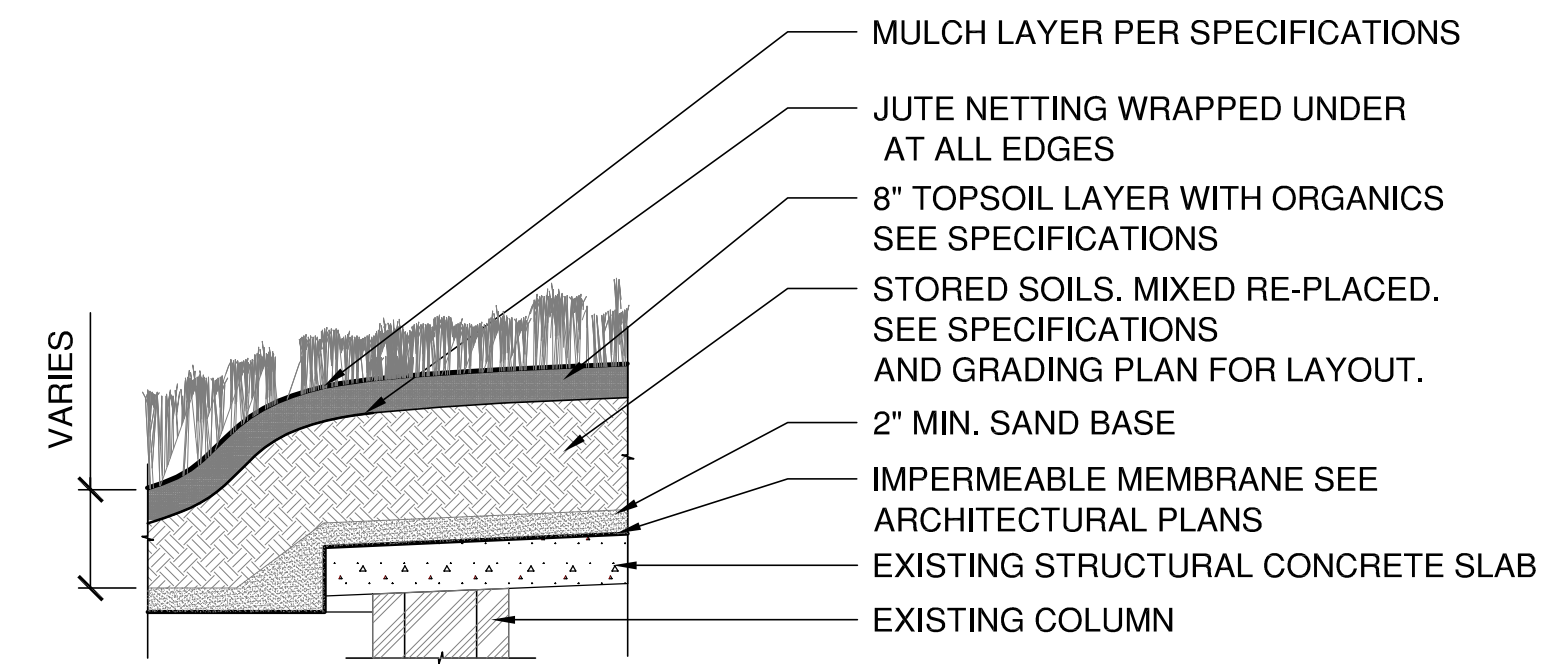 MULCH LAYER PER SPECIFICATIONS
JUTE NETTING WRAPPED UNDER
AT ALL EDGES
8" TOPSOIL LAYER WITH ORGANICS
SEE SPECIFICATIONS
STORED SOILS. MIXED RE-PLACED.
SEE SPECIFICATIONS
AND GRADING PLAN FOR LAYOUT.
VARIES
2" MIN. SAND BASE
IMPERMEABLE MEMBRANE SEE
ARCHITECTURAL PLANS
EXISTING STRUCTURAL CONCRETE SLAB
EXISTING COLUMN